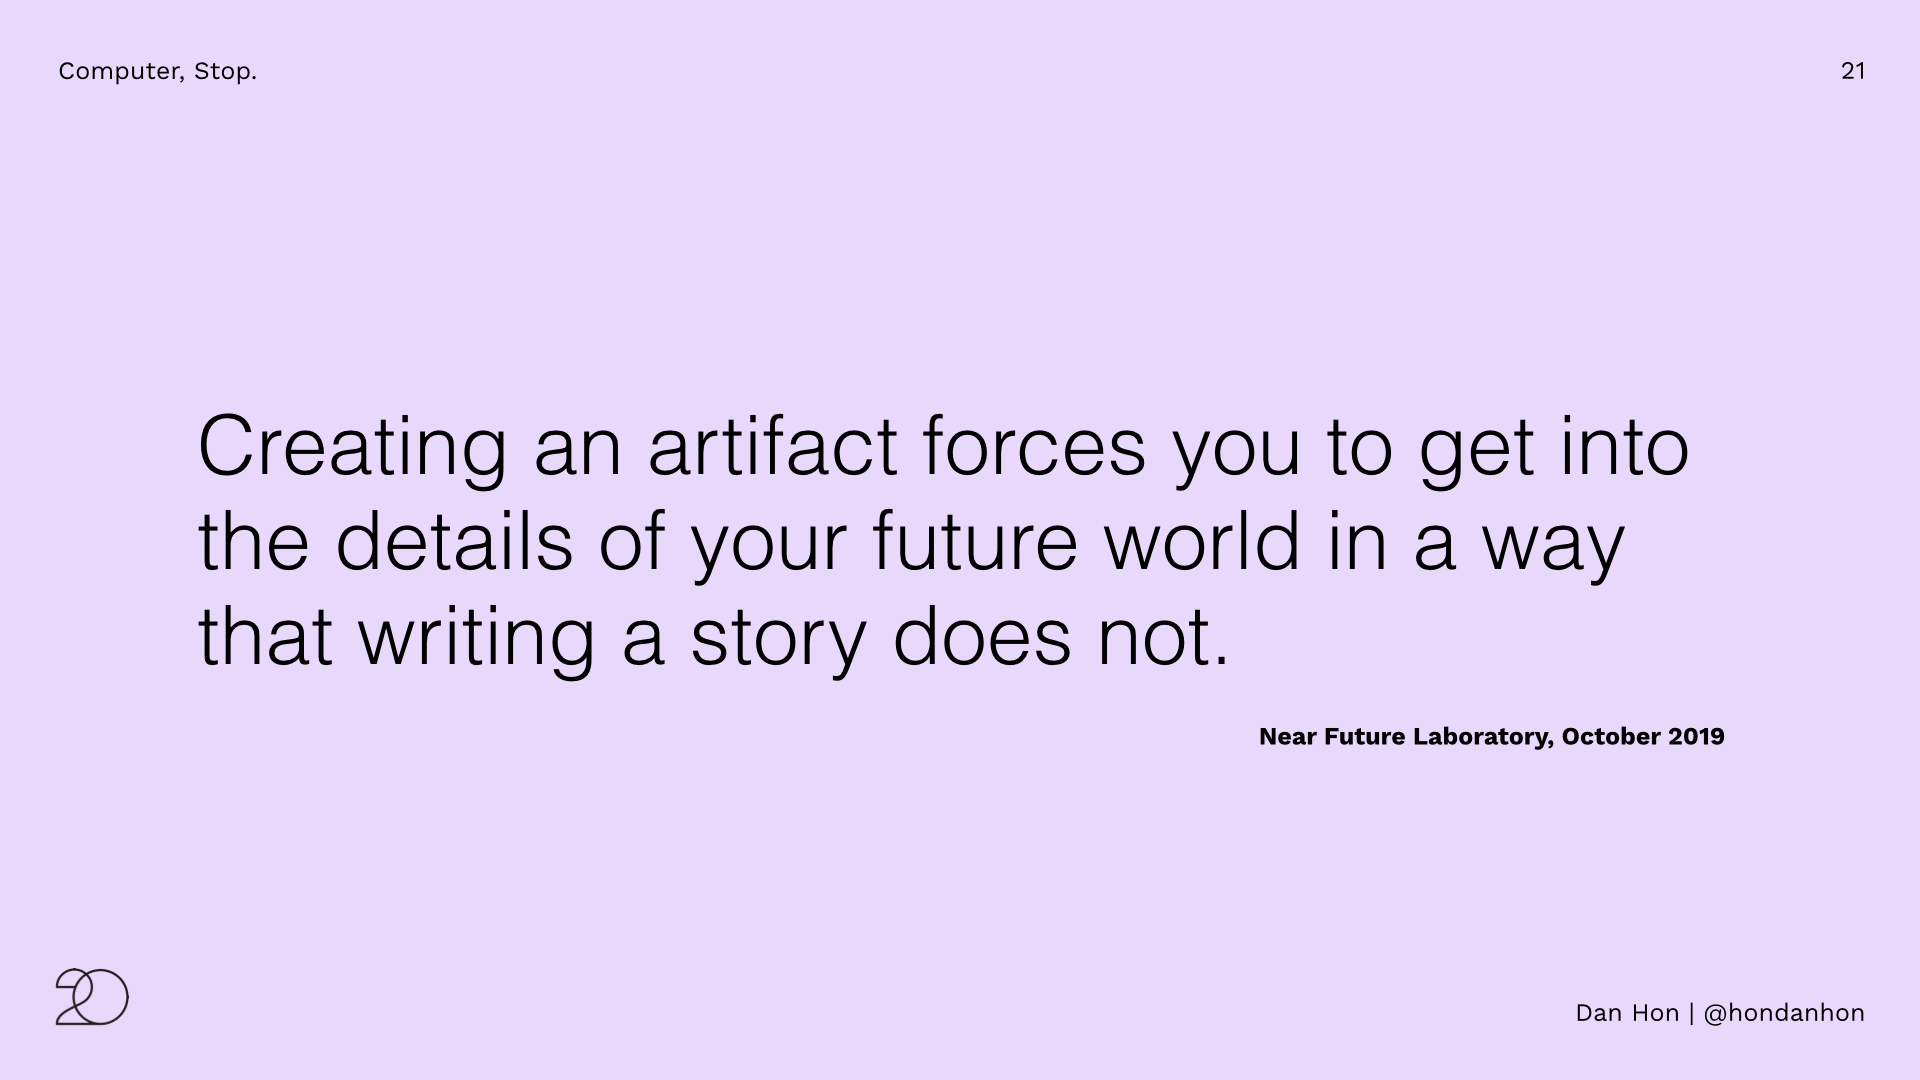 Computer, Stop.
21
Creating an artifact forces you to get into
the details of your future world in a way
that writing a story does not.
Near Future Laboratory, October 2019
20
Dan Hon | @hondanhon